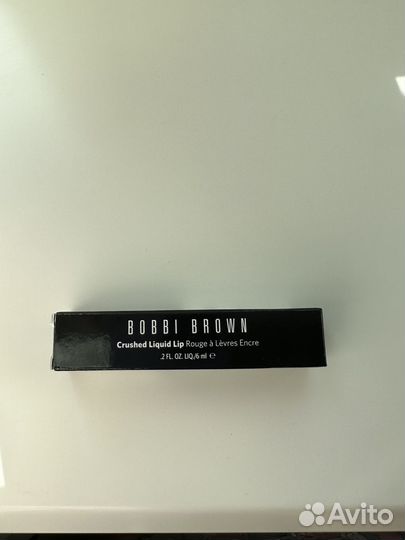 BOBBI BROWN
Crushed Liquid Lip Rouge à Lèvres Encre
.2 FL. OZ. LIQ./6 ml ℮
Avito